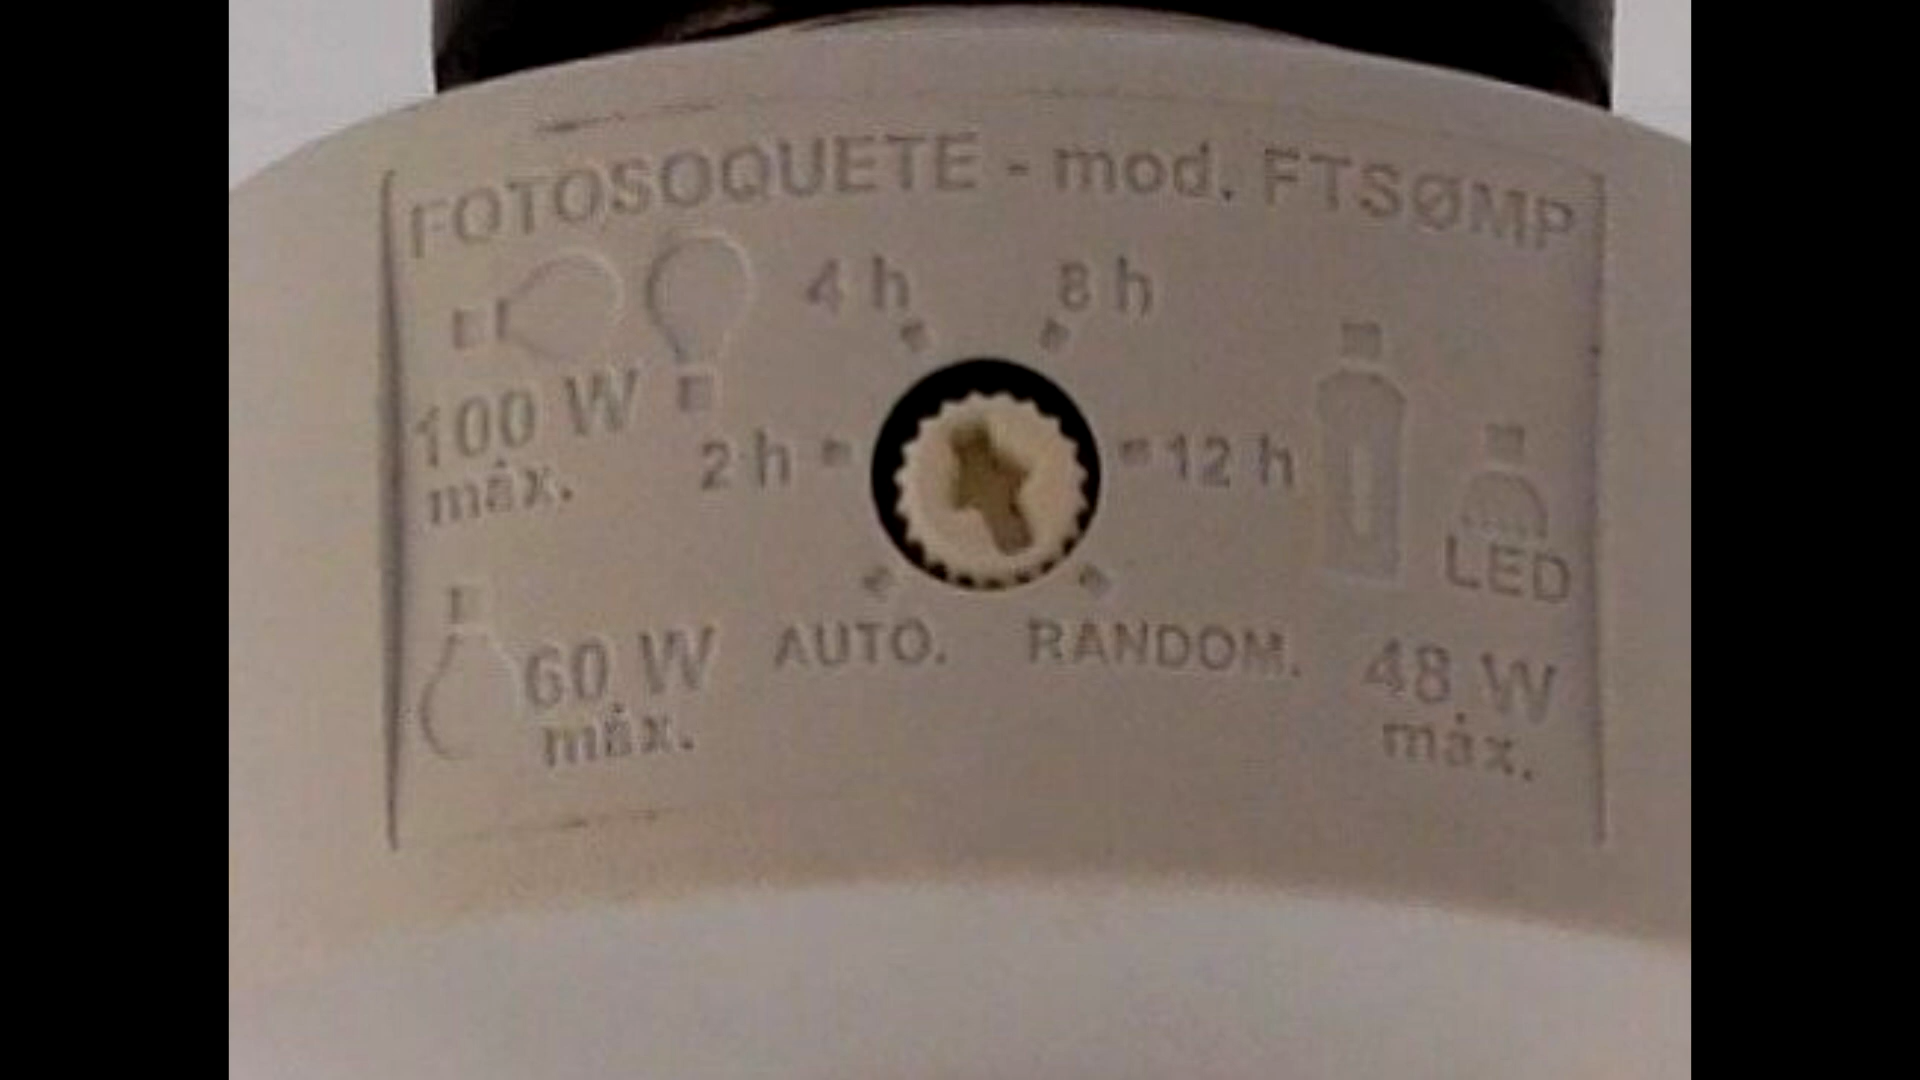 FOTOSOQUETE - mod. FTSØMP
4 h
8 h
100 W
máx.
2 h
12 h
LED
60 W
máx.
AUTO.
RANDOM.
48 W
máx.